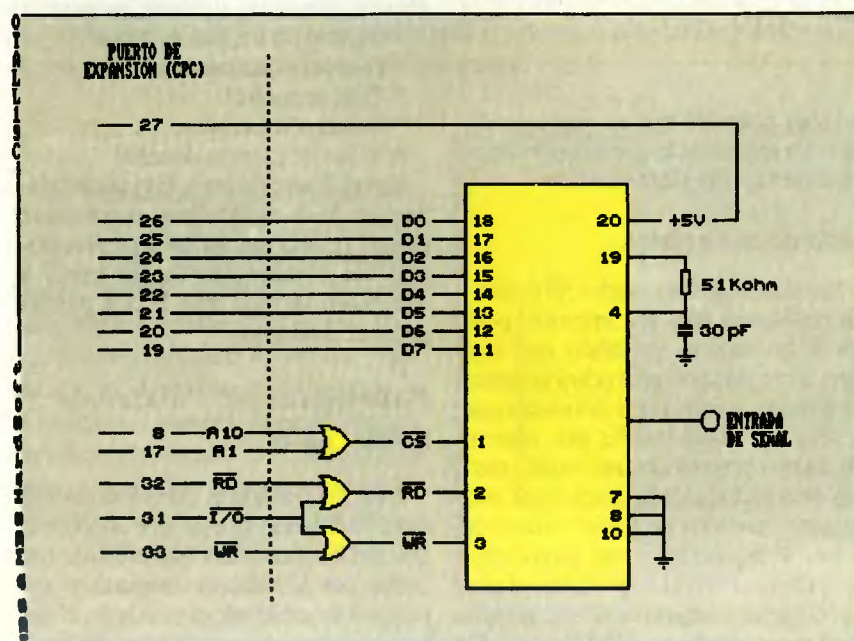 PUERTO DE
EXPANSION (CPC)
27
26 D0 18 20 +5V
25 D1 17
24 D2 16 19
23 D3 15
22 D4 14 51Kohm
21 D5 13 4
20 D6 12 30 pF
19 D7 11
ENTRADA
DE SEÑAL
8 A10 CS 1
17 A1
32 RD RD 2 7
31 I/O 8
33 WR WR 3 10